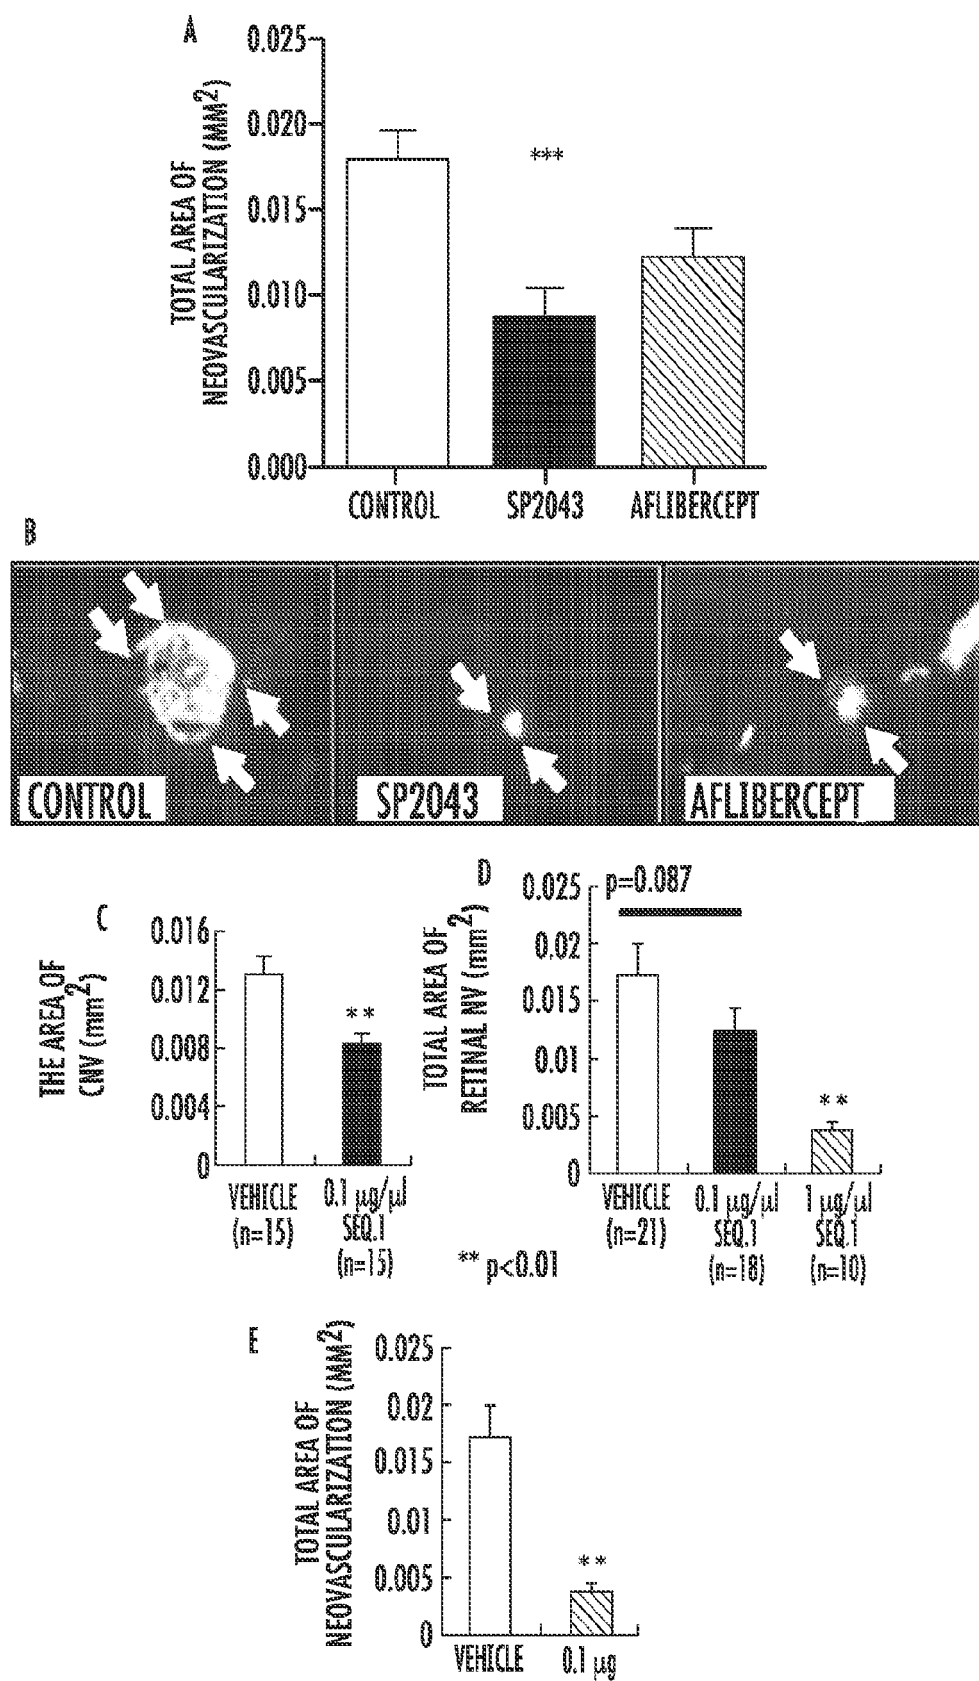 A
TOTAL AREA OF
NEOVASCULARIZATION (MM2)
0.025
0.020
0.015
0.010
0.005
0.000
***
CONTROL SP2043 AFLIBERCEPT
B
CONTROL SP2043 AFLIBERCEPT
C
THE AREA OF
CNV (mm2)
0.016
0.012
0.008
0.004
0
**
VEHICLE
(n=15)
0.1 µg/µl
SEQ.1
(n=15)
D
TOTAL AREA OF
RETINAL NV (mm2)
0.025
0.02
0.015
0.01
0.005
0
p=0.087
**
VEHICLE
(n=21)
0.1 µg/µl
SEQ.1
(n=18)
1 µg/µl
SEQ.1
(n=10)
** p<0.01
E
TOTAL AREA OF
NEOVASCULARIZATION (MM2)
0.025
0.02
0.015
0.01
0.005
0
**
VEHICLE 0.1 µg